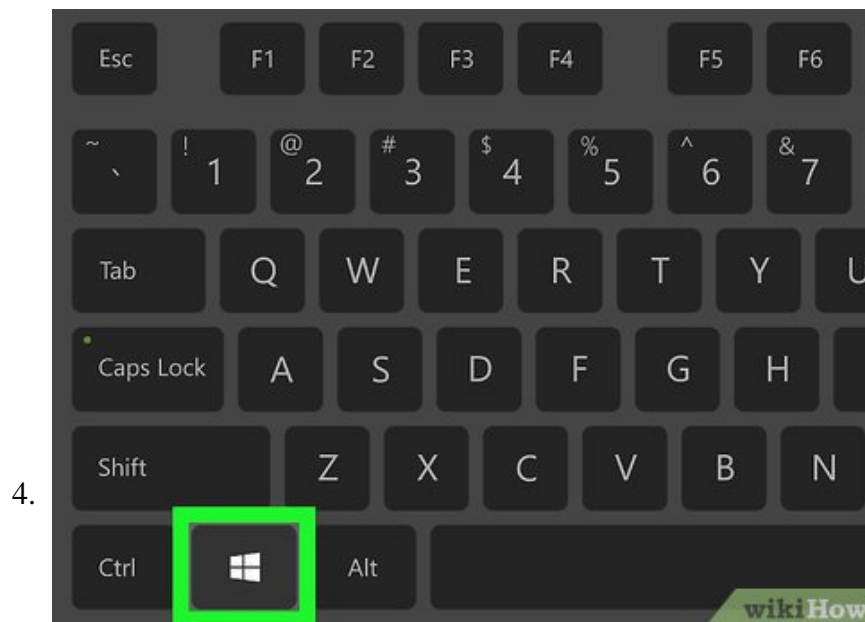 Esc F1 F2 F3 F4 F5 F6
~ ` ! 1 @ 2 # 3 $ 4 % 5 ^ 6 & 7
Tab Q W E R T Y U
Caps Lock A S D F G H
Shift Z X C V B N
4.
Ctrl Alt
wikiHow